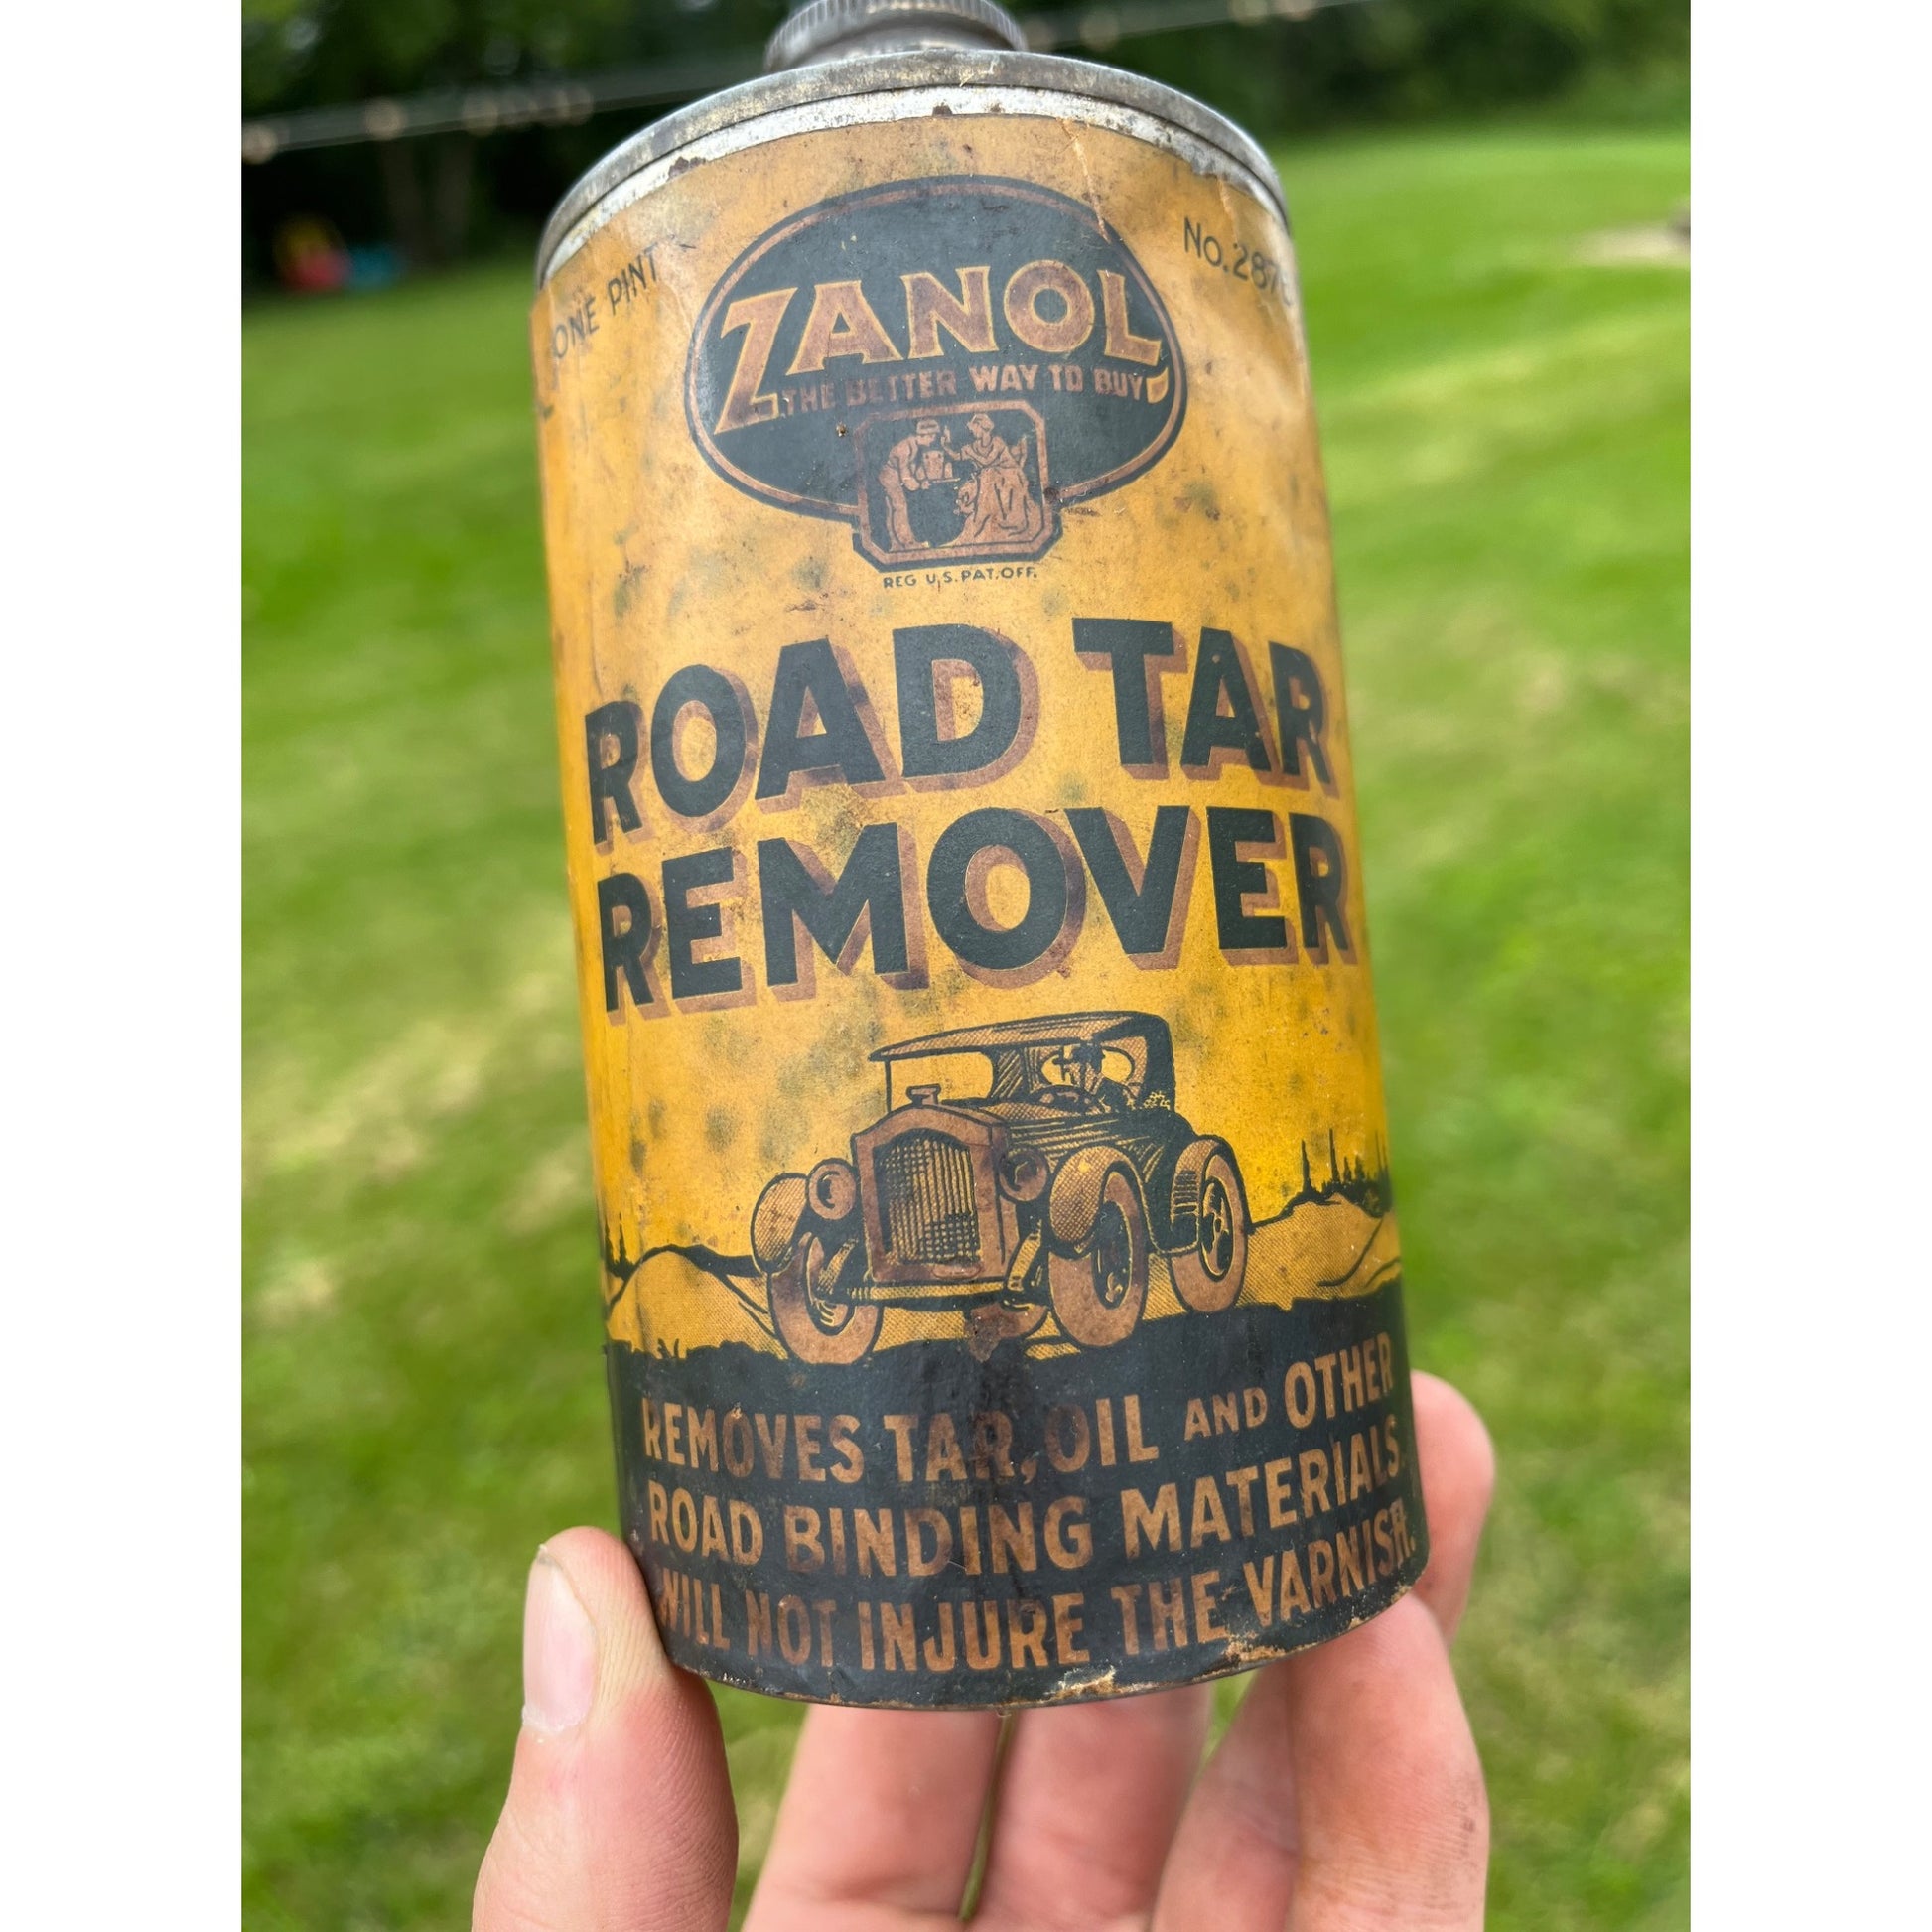 ONE PINT
No. 287
ZANOL
THE BETTER WAY TO BUY
REG U.S. PAT. OFF.
ROAD TAR
REMOVER
REMOVES TAR, OIL AND OTHER
ROAD BINDING MATERIALS.
WILL NOT INJURE THE VARNISH.